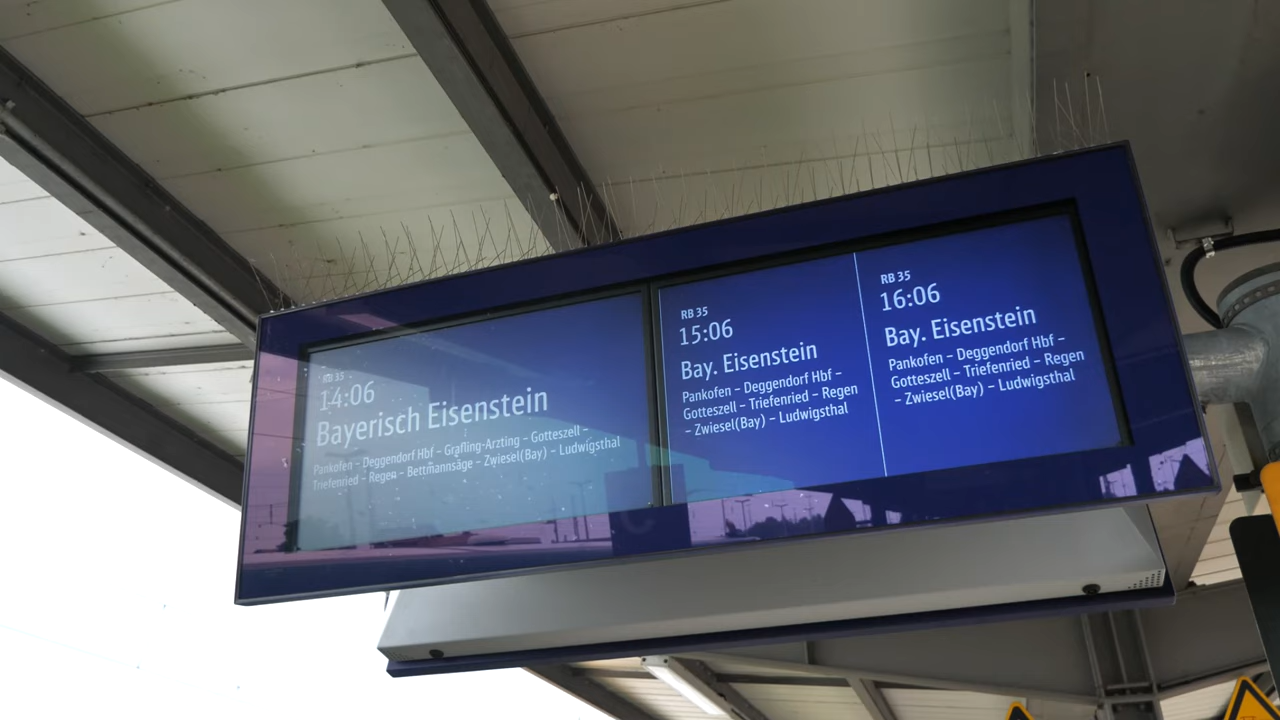 RB 35
14:06
Bayerisch Eisenstein
Pankofen – Deggendorf Hbf – Grafling-Arzting – Gotteszell –
Triefenried – Regen – Bettmannsäge – Zwiesel(Bay) – Ludwigsthal
RB 35
15:06
Bay. Eisenstein
Pankofen – Deggendorf Hbf –
Gotteszell – Triefenried – Regen
– Zwiesel(Bay) – Ludwigsthal
RB 35
16:06
Bay. Eisenstein
Pankofen – Deggendorf Hbf –
Gotteszell – Triefenried – Regen
– Zwiesel(Bay) – Ludwigsthal
C